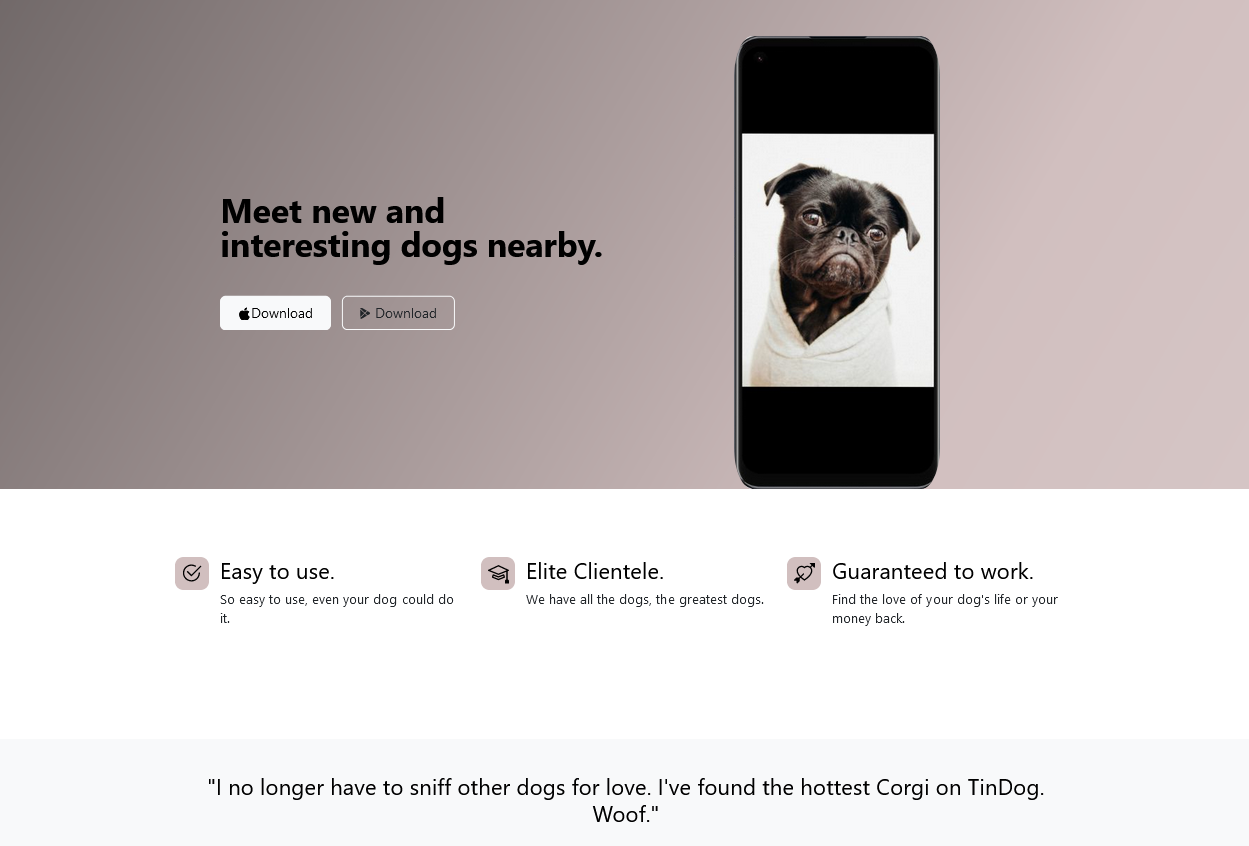 Meet new and
interesting dogs nearby.
Download
Download
Easy to use.
So easy to use, even your dog could do
it.
Elite Clientele.
We have all the dogs, the greatest dogs.
Guaranteed to work.
Find the love of your dog's life or your
money back.
"I no longer have to sniff other dogs for love. I've found the hottest Corgi on TinDog.
Woof."